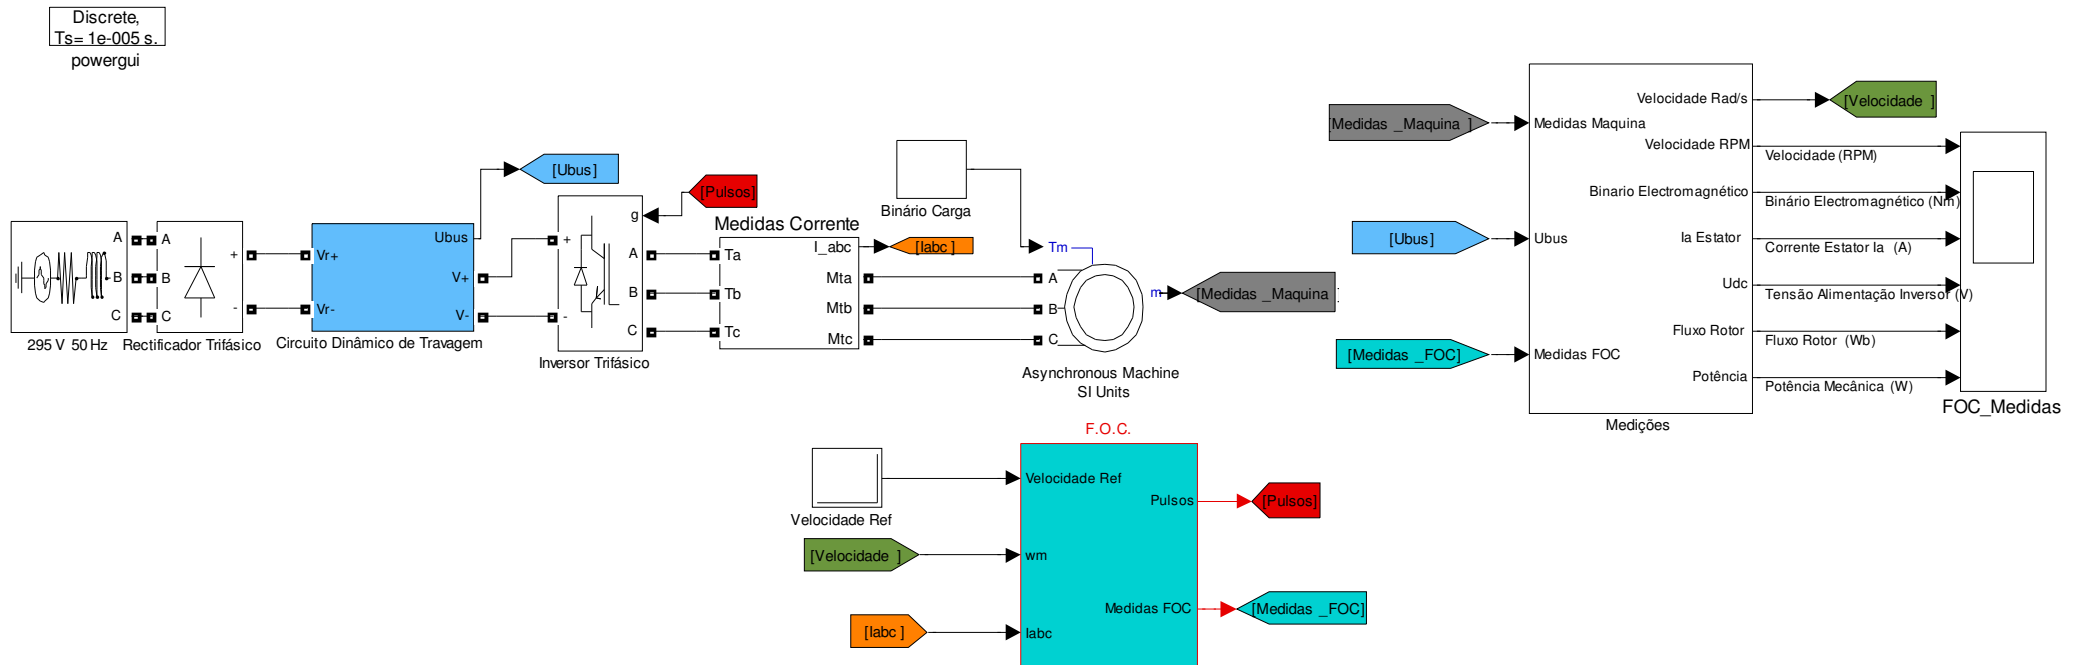 Discrete,
Ts= 1e-005 s.
powergui
A
B
C
295 V 50 Hz
A
B
C
+
-
Rectificador Trifásico
Vr+
Vr-
Ubus
V+
V-
Circuito Dinâmico de Travagem
[Ubus]
[Pulsos]
g
+
-
A
B
C
Inversor Trifásico
Medidas Corrente
Ta
Tb
Tc
I_abc
Mta
Mtb
Mtc
[Iabc ]
Binário Carga
Tm
A
B
C
m
Asynchronous Machine
SI Units
[Medidas _Maquina ]
[Medidas _Maquina ]
[Ubus]
[Medidas _FOC]
Medidas Maquina
Ubus
Medidas FOC
Velocidade Rad/s
Velocidade RPM
Binario Electromagnético
Ia Estator
Udc
Fluxo Rotor
Potência
Medições
[Velocidade ]
Velocidade (RPM)
Binário Electromagnético (Nm)
Corrente Estator Ia (A)
Tensão Alimentação Inversor (V)
Fluxo Rotor (Wb)
Potência Mecânica (W)
FOC_Medidas
F.O.C.
Velocidade Ref
[Velocidade ]
[Iabc ]
Velocidade Ref
wm
Iabc
Pulsos
Medidas FOC
[Pulsos]
[Medidas _FOC]